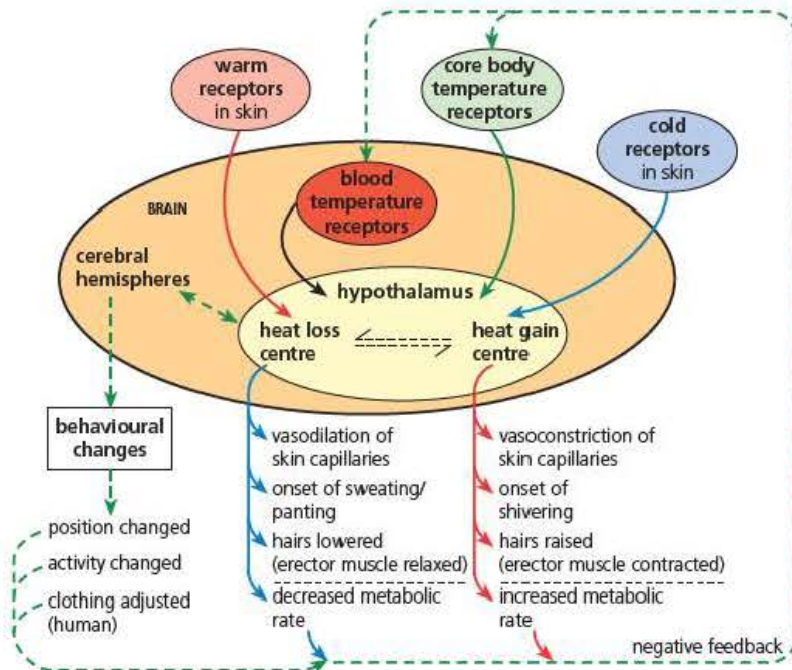 warm
receptors
in skin
core body
temperature
receptors
cold
receptors
in skin
blood
temperature
receptors
BRAIN
cerebral
hemispheres
hypothalamus
heat loss
centre
heat gain
centre
behavioural
changes
position changed
activity changed
clothing adjusted
(human)
vasodilation of
skin capillaries
onset of sweating/
panting
hairs lowered
(erector muscle relaxed)
decreased metabolic
rate
vasoconstriction of
skin capillaries
onset of
shivering
hairs raised
(erector muscle contracted)
increased metabolic
rate
negative feedback